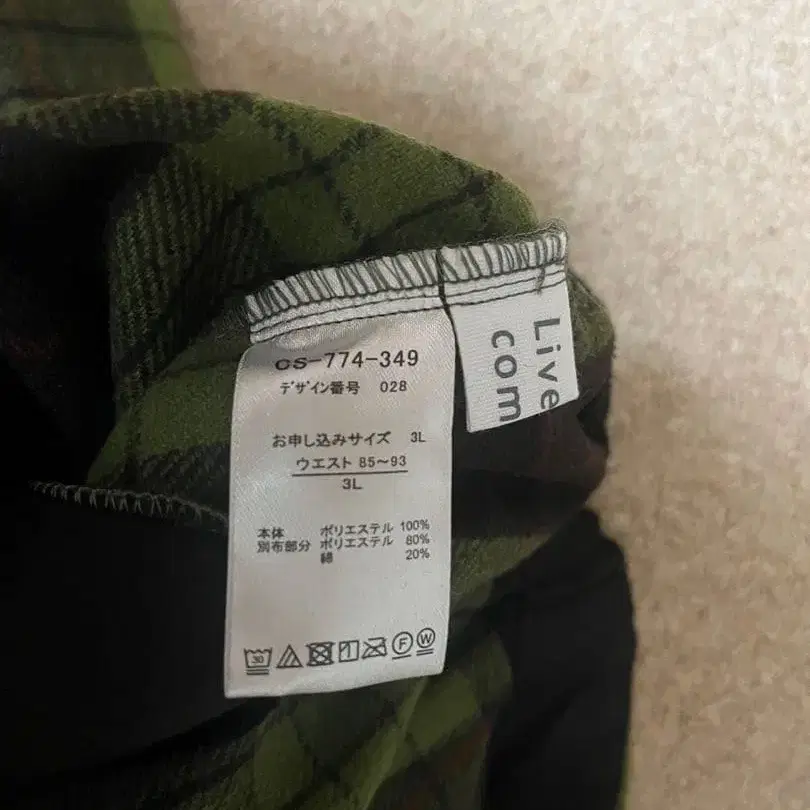 CS-774-349
デザイン番号 028
お申し込みサイズ 3L
ウエスト 85〜93
3L
本体 ポリエステル 100%
別布部分 ポリエステル 80%
綿 20%
30
F W
Live
com